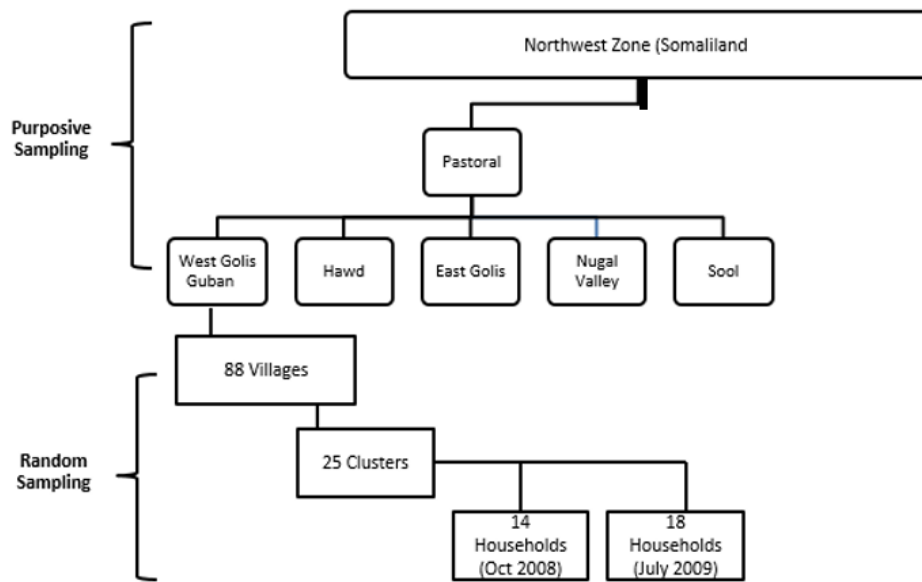 Northwest Zone (Somaliland
Purposive
Sampling
Pastoral
West Golis
Guban
Hawd
East Golis
Nugal
Valley
Sool
88 Villages
Random
Sampling
25 Clusters
14
Households
(Oct 2008)
18
Households
(July 2009)